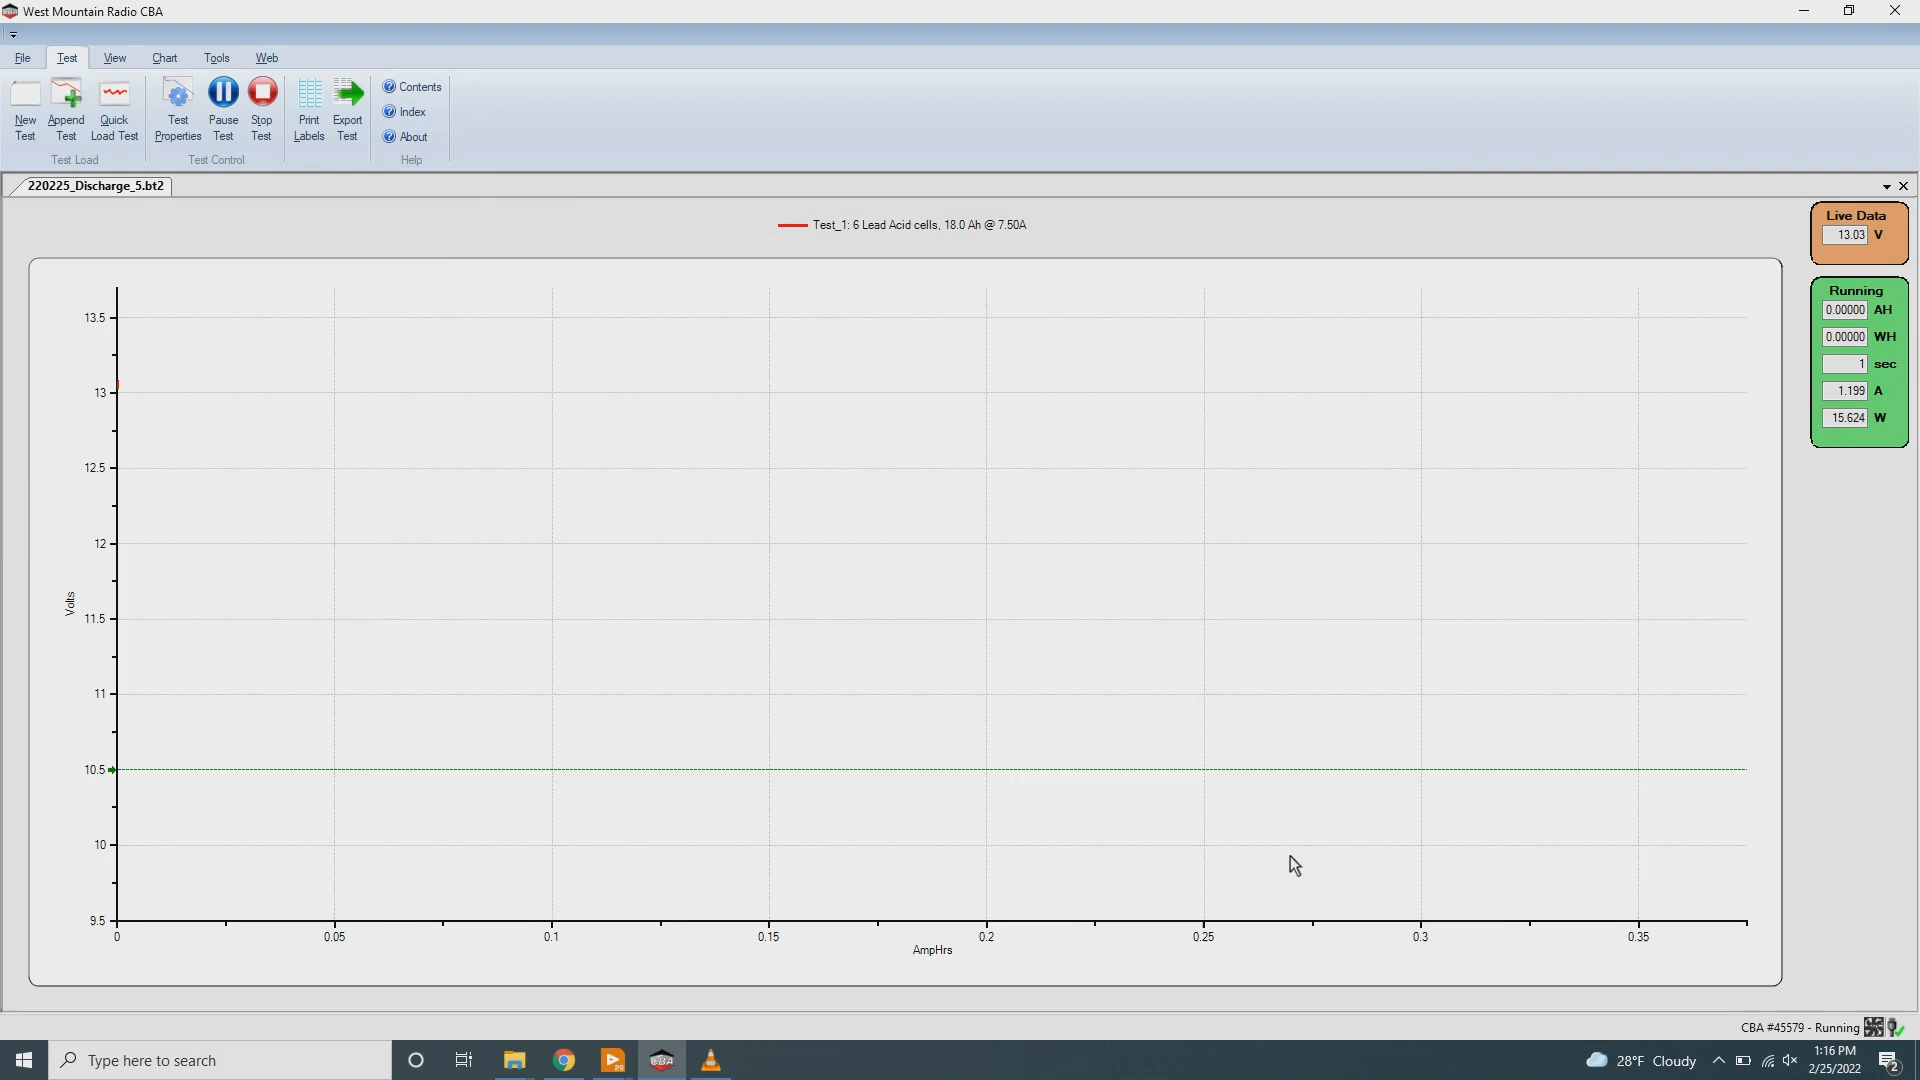 West Mountain Radio CBA
File Test View Chart Tools Web
New Test
Append Test
Quick Load Test
Test Properties
Pause Test
Stop Test
Print Labels
Export Test
Contents
Index
About
Test Load
Test Control
Help
220225_Discharge_5.bt2
Test_1: 6 Lead Acid cells, 18.0 Ah @ 7.50A
Live Data
13.03 V
Running
0.00000 AH
0.00000 WH
1 sec
1.199 A
15.624 W
13.5
13
12.5
12
11.5
Volts
11
10.5
10
9.5
0 0.05 0.1 0.15 0.2 0.25 0.3 0.35
AmpHrs
CBA #45579 - Running
Type here to search
CBA
28°F Cloudy
1:16 PM
2/25/2022
2